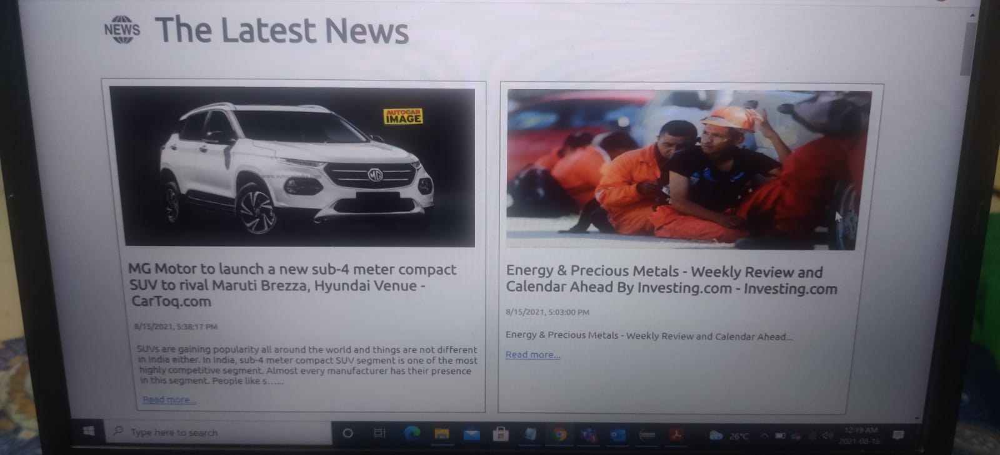 NEWS The Latest News
AUTOCAR
IMAGE
MG
MG Motor to launch a new sub-4 meter compact
SUV to rival Maruti Brezza, Hyundai Venue -
CarToq.com
8/15/2021, 5:38:17 PM
SUVs are gaining popularity all around the world and things are not different
in India either. In India, sub-4 meter compact SUV segment is one of the most
highly competitive segment. Almost every manufacturer has their presence
in this segment. People like s......
Read more...
Energy & Precious Metals - Weekly Review and
Calendar Ahead By Investing.com - Investing.com
8/15/2021, 5:03:00 PM
Energy & Precious Metals - Weekly Review and Calendar Ahead...
Read more...
Type here to search
26°C
12:19 AM
2021-08-16